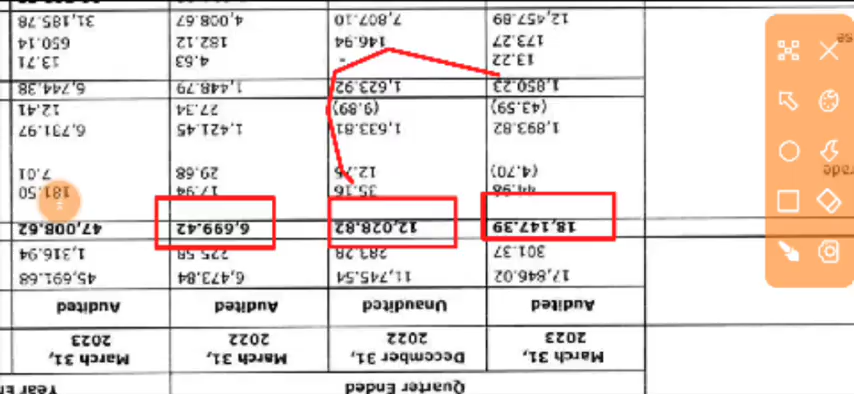 Quarter Ended Year En
March 31, December 31, March 31, March 31,
2023 2022 2022 2023
Audited Unaudited Audited Audited
17,846.02 11,745.54 6,473.84 45,691.68
301.37 283.28 225.58 1,316.94
18,147.39 12,028.82 6,699.42 47,008.62
35.16 17.94 181.50
rade (4.70) 29.68 7.01
1,893.82 1,633.81 1,421.45 6,731.97
(43.59) (9.89) 27.34 12.41
1,850.23 1,623.92 1,448.79 6,744.38
13.22 - 4.63 13.71
173.27 146.94 182.12 650.14
12,457.89 7,807.10 4,008.67 31,185.78